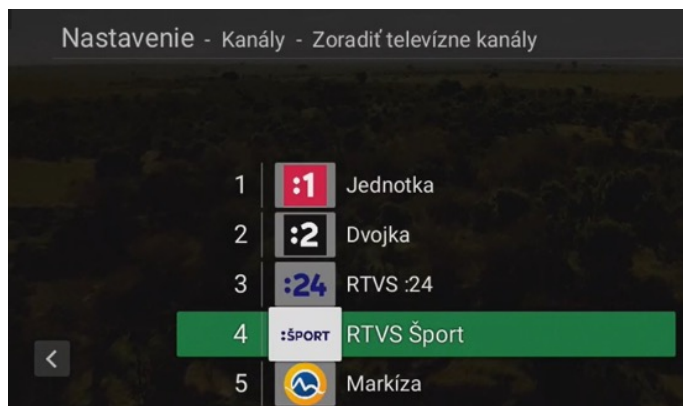 Nastavenie - Kanály - Zoradiť televízne kanály
1 :1 Jednotka
2 :2 Dvojka
3 :24 RTVS :24
4 :ŠPORT RTVS Šport
5 Markíza